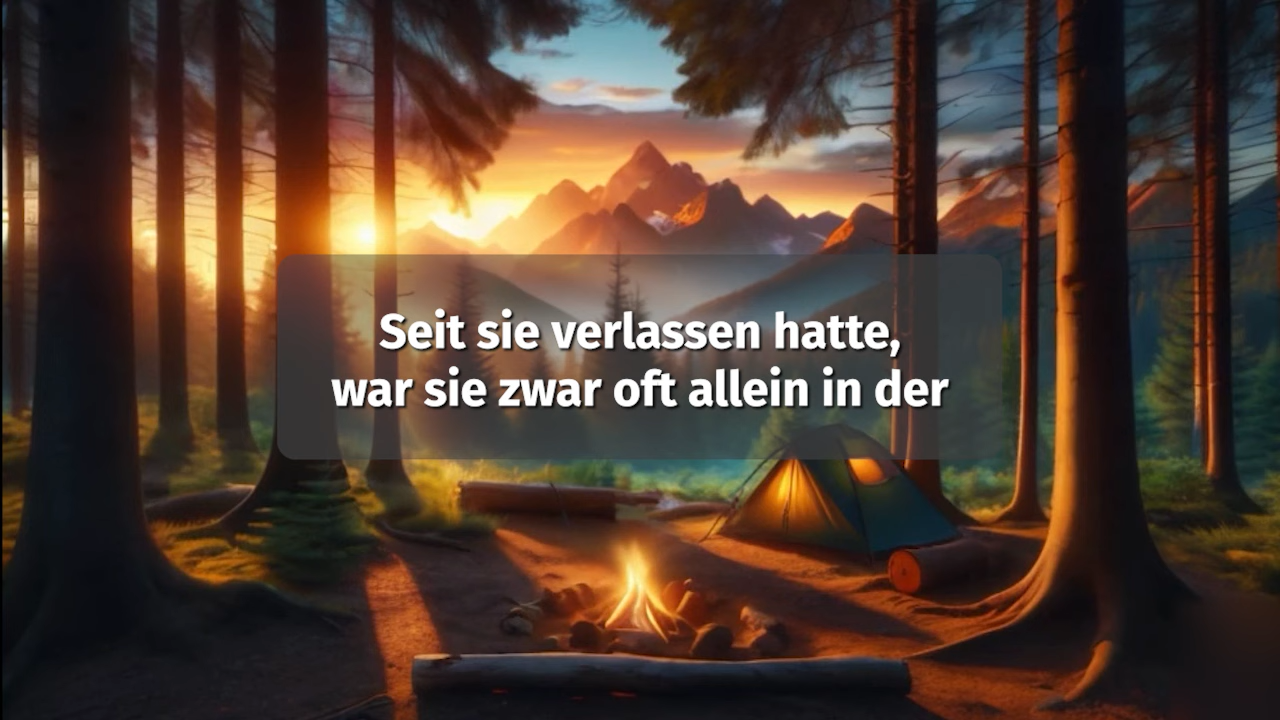 Seit sie verlassen hatte,
war sie zwar oft allein in der